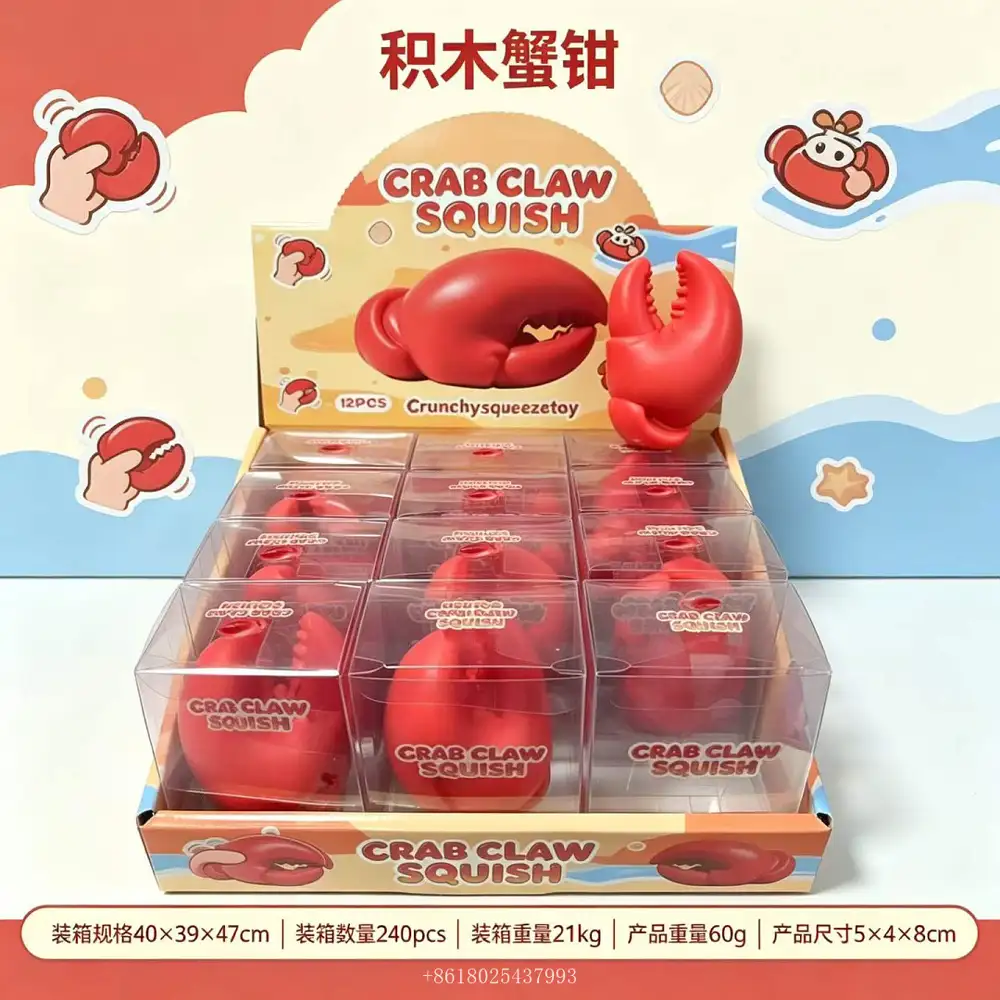 积木蟹钳
CRAB CLAW
SQUISH
12PCS
Crunchysqueezetoy
CRAB CLAW
SQUISH
CRAB CLAW
SQUISH
CRAB CLAW
SQUISH
CRAB CLAW
SQUISH
CRAB CLAW
SQUISH
装箱规格40×39×47cm | 装箱数量240pcs | 装箱重量21kg | 产品重量60g | 产品尺寸5×4×8cm
+8618025437993